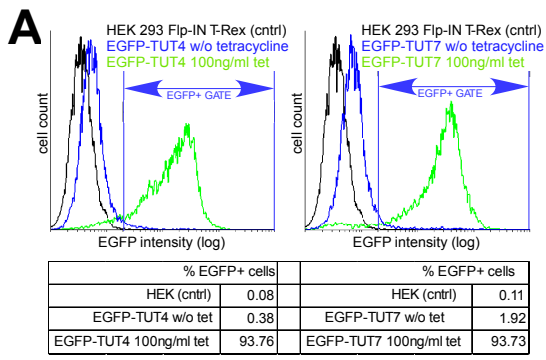 A
HEK 293 Flp-IN T-Rex (cntrl)
EGFP-TUT4 w/o tetracycline
EGFP-TUT4 100ng/ml tet
EGFP+ GATE
cell count
EGFP intensity (log)
HEK 293 Flp-IN T-Rex (cntrl)
EGFP-TUT7 w/o tetracycline
EGFP-TUT7 100ng/ml tet
EGFP+ GATE
cell count
EGFP intensity (log)
% EGFP+ cells
HEK (cntrl) 0.08
EGFP-TUT4 w/o tet 0.38
EGFP-TUT4 100ng/ml tet 93.76
% EGFP+ cells
HEK (cntrl) 0.11
EGFP-TUT7 w/o tet 1.92
EGFP-TUT7 100ng/ml tet 93.73